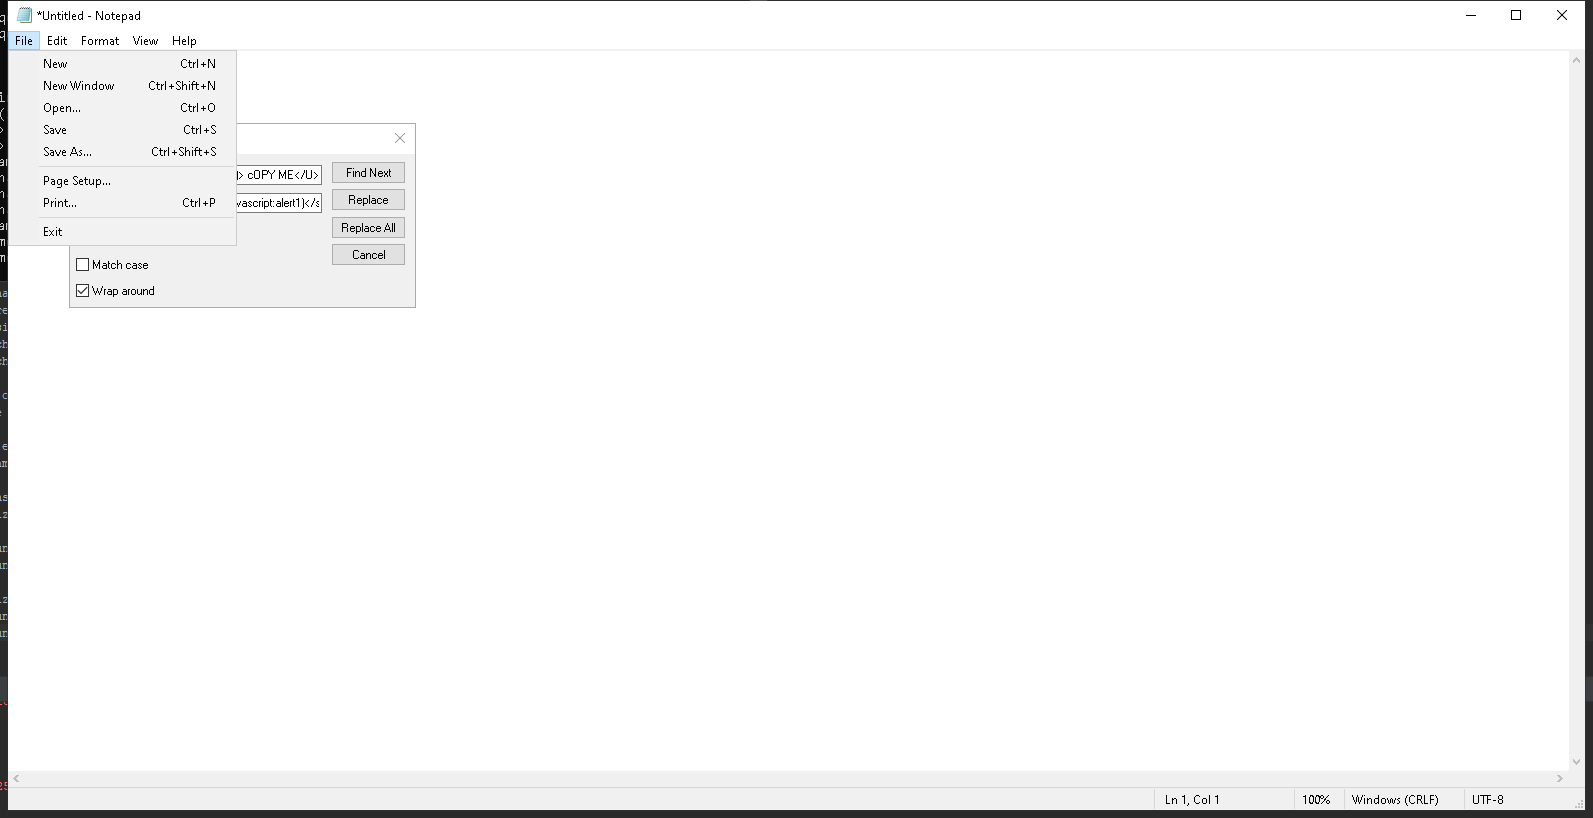 *Untitled - Notepad
File Edit Format View Help
New Ctrl+N
New Window Ctrl+Shift+N
Open... Ctrl+O
Save Ctrl+S
Save As... Ctrl+Shift+S
Page Setup...
Print... Ctrl+P
Exit
> cOPY ME</U> Find Next
vascript:alert1)</s Replace
Replace All
Cancel
Match case
Wrap around
Ln 1, Col 1 100% Windows (CRLF) UTF-8